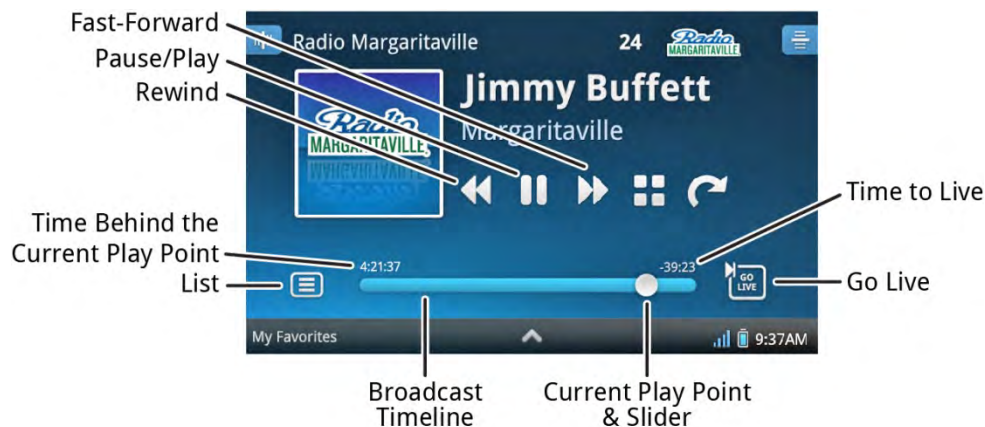 Fast-Forward
Pause/Play
Rewind
Radio Margaritaville
24
Radio
MARGARITAVILLE
Radio
MARGARITAVILLE
Jimmy Buffett
Margaritaville
Time Behind the
Current Play Point
List
Time to Live
Go Live
4:21:37
-39:23
GO
LIVE
My Favorites
9:37AM
Broadcast
Timeline
Current Play Point
& Slider